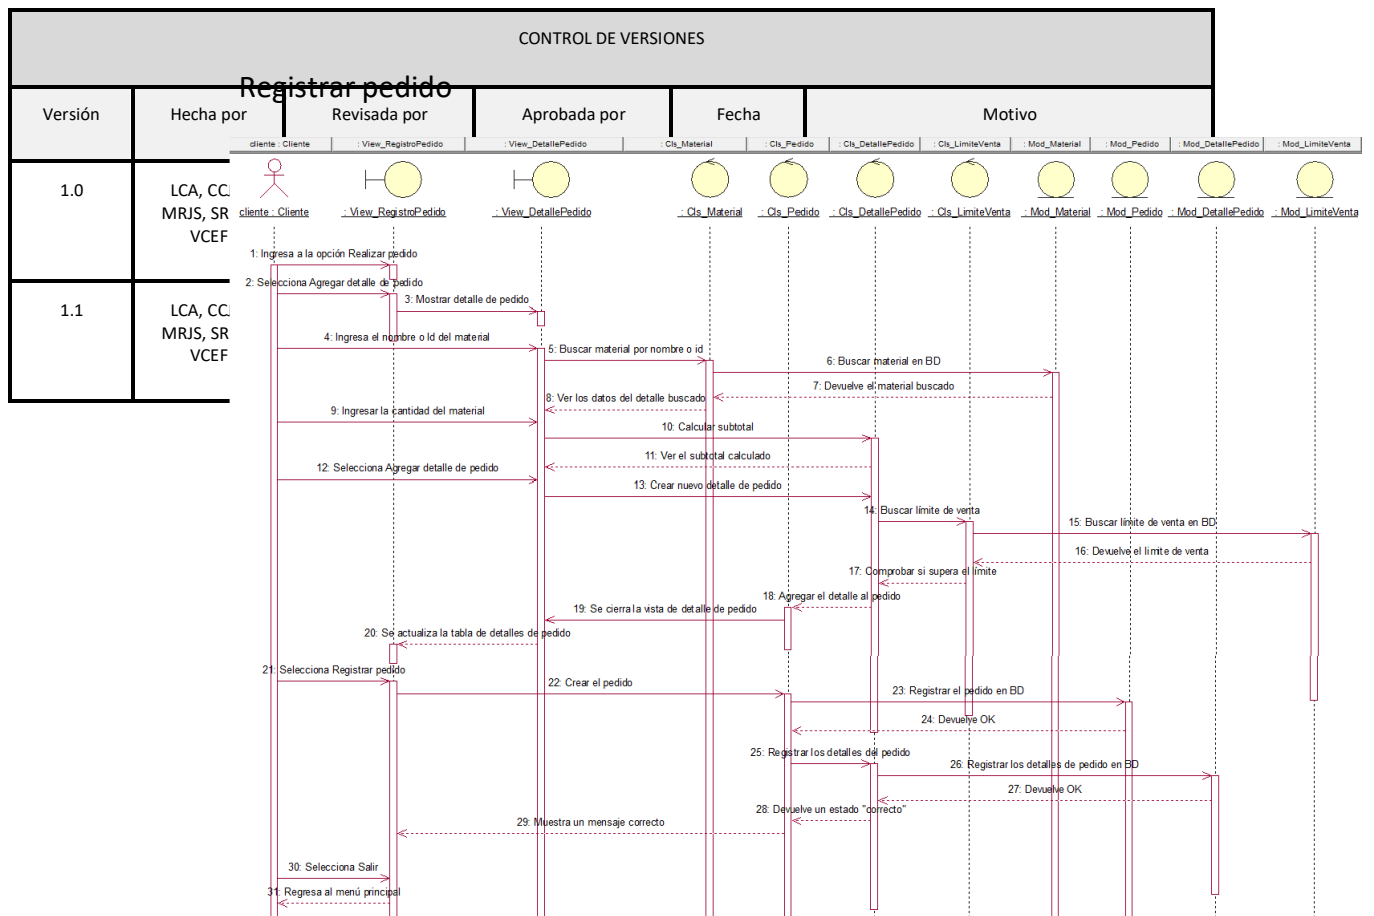 CONTROL DE VERSIONES
Registrar pedido
Versión Hecha por Revisada por Aprobada por Fecha Motivo
1.0 LCA, CC
MRJS, SR
VCEF
1.1 LCA, CC
MRJS, SR
VCEF
cliente : Cliente : View_RegistroPedido : View_DetallePedido : Cls_Material : Cls_Pedido : Cls_DetallePedido : Cls_LimiteVenta : Mod_Material : Mod_Pedido : Mod_DetallePedido : Mod_LimiteVenta
cliente : Cliente : View_RegistroPedido : View_DetallePedido : Cls_Material : Cls_Pedido : Cls_DetallePedido : Cls_LimiteVenta : Mod_Material : Mod_Pedido : Mod_DetallePedido : Mod_LimiteVenta
1: Ingresa a la opción Realizar pedido
2: Selecciona Agregar detalle de pedido
3: Mostrar detalle de pedido
4: Ingresa el nombre o Id del material
5: Buscar material por nombre o id
6: Buscar material en BD
7: Devuelve el material buscado
8: Ver los datos del detalle buscado
9: Ingresar la cantidad del material
10: Calcular subtotal
11: Ver el subtotal calculado
12: Selecciona Agregar detalle de pedido
13: Crear nuevo detalle de pedido
14: Buscar límite de venta
15: Buscar límite de venta en BD
16: Devuelve el limite de venta
17: Comprobar si supera el límite
18: Agregar el detalle al pedido
19: Se cierra la vista de detalle de pedido
20: Se actualiza la tabla de detalles de pedido
21: Selecciona Registrar pedido
22: Crear el pedido
23: Registrar el pedido en BD
24: Devuelve OK
25: Registrar los detalles del pedido
26: Registrar los detalles de pedido en BD
27: Devuelve OK
28: Devuelve un estado "correcto"
29: Muestra un mensaje correcto
30: Selecciona Salir
31: Regresa al menú principal